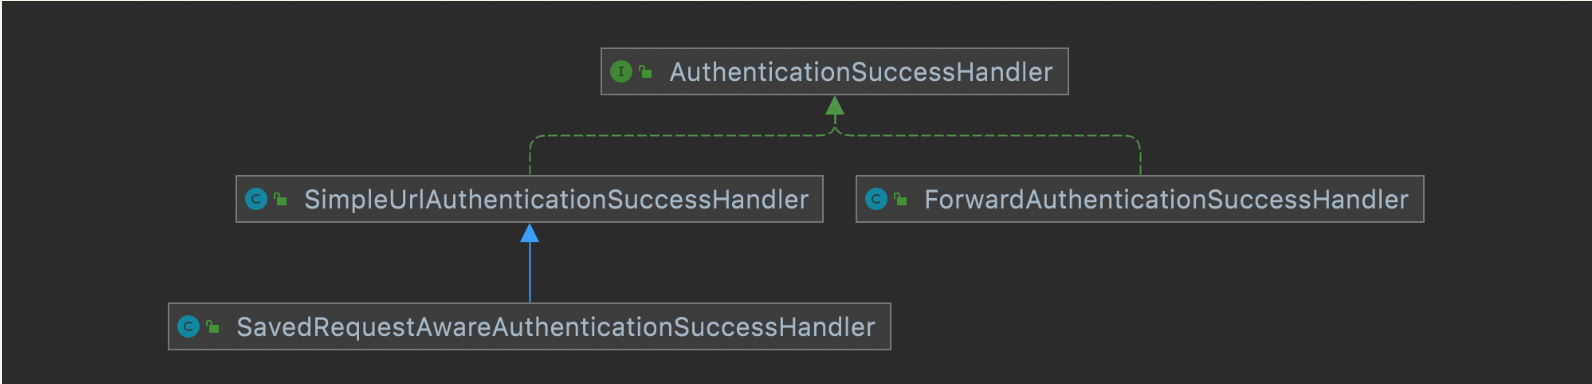 I AuthenticationSuccessHandler
C SimpleUrlAuthenticationSuccessHandler
C ForwardAuthenticationSuccessHandler
C SavedRequestAwareAuthenticationSuccessHandler